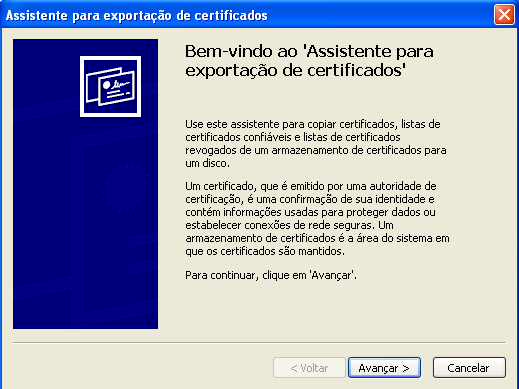 Assistente para exportação de certificados
Bem-vindo ao 'Assistente para
exportação de certificados'
Use este assistente para copiar certificados, listas de
certificados confiáveis e listas de certificados
revogados de um armazenamento de certificados para
um disco.
Um certificado, que é emitido por uma autoridade de
certificação, é uma confirmação de sua identidade e
contém informações usadas para proteger dados ou
estabelecer conexões de rede seguras. Um
armazenamento de certificados é a área do sistema em
que os certificados são mantidos.
Para continuar, clique em 'Avançar'.
< Voltar
Avançar >
Cancelar